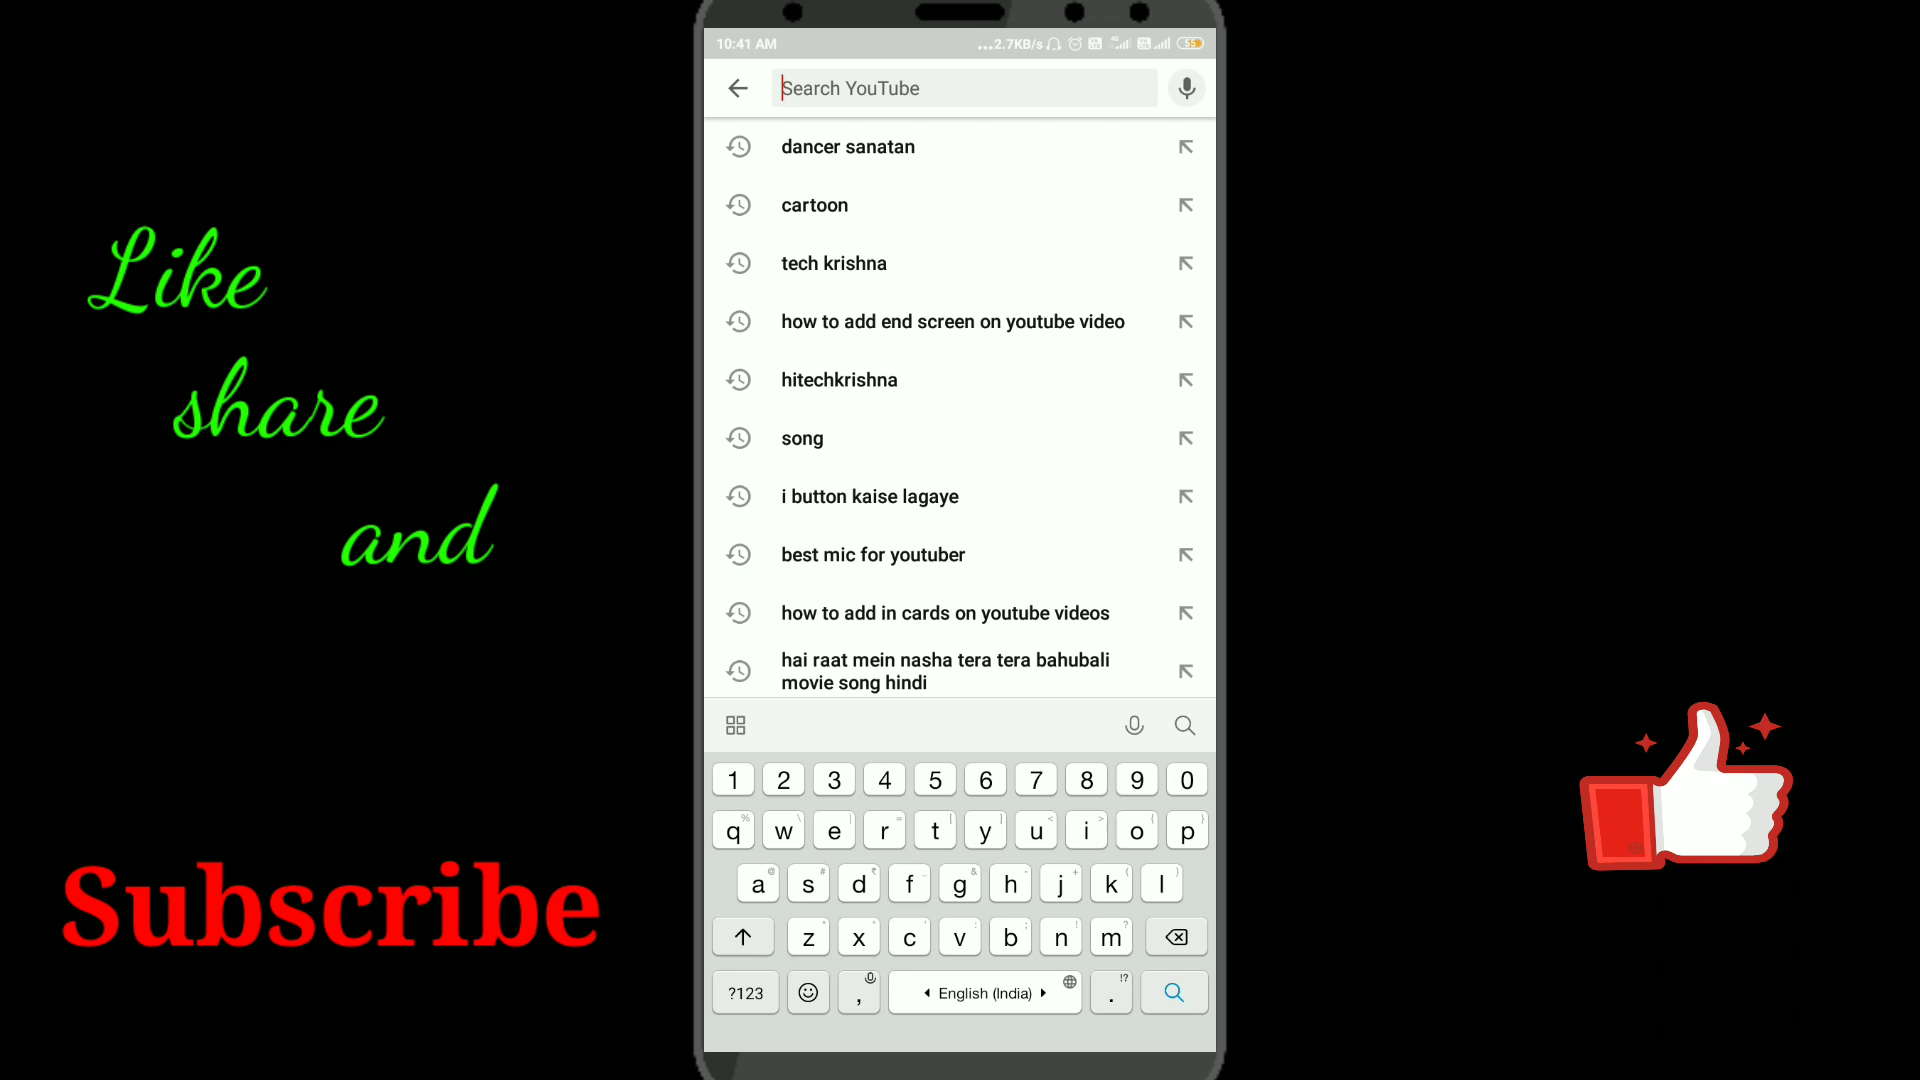 10:41 AM ...2.7KB/s 4G 55
Search YouTube
dancer sanatan
cartoon
tech krishna
how to add end screen on youtube video
hitechkrishna
song
i button kaise lagaye
best mic for youtuber
how to add in cards on youtube videos
hai raat mein nasha tera tera bahubali
movie song hindi
1 2 3 4 5 6 7 8 9 0
q w e r t y u i o p
a s d f g h j k l
z x c v b n m
?123 , English (India) . !?
Like
share
and
Subscribe